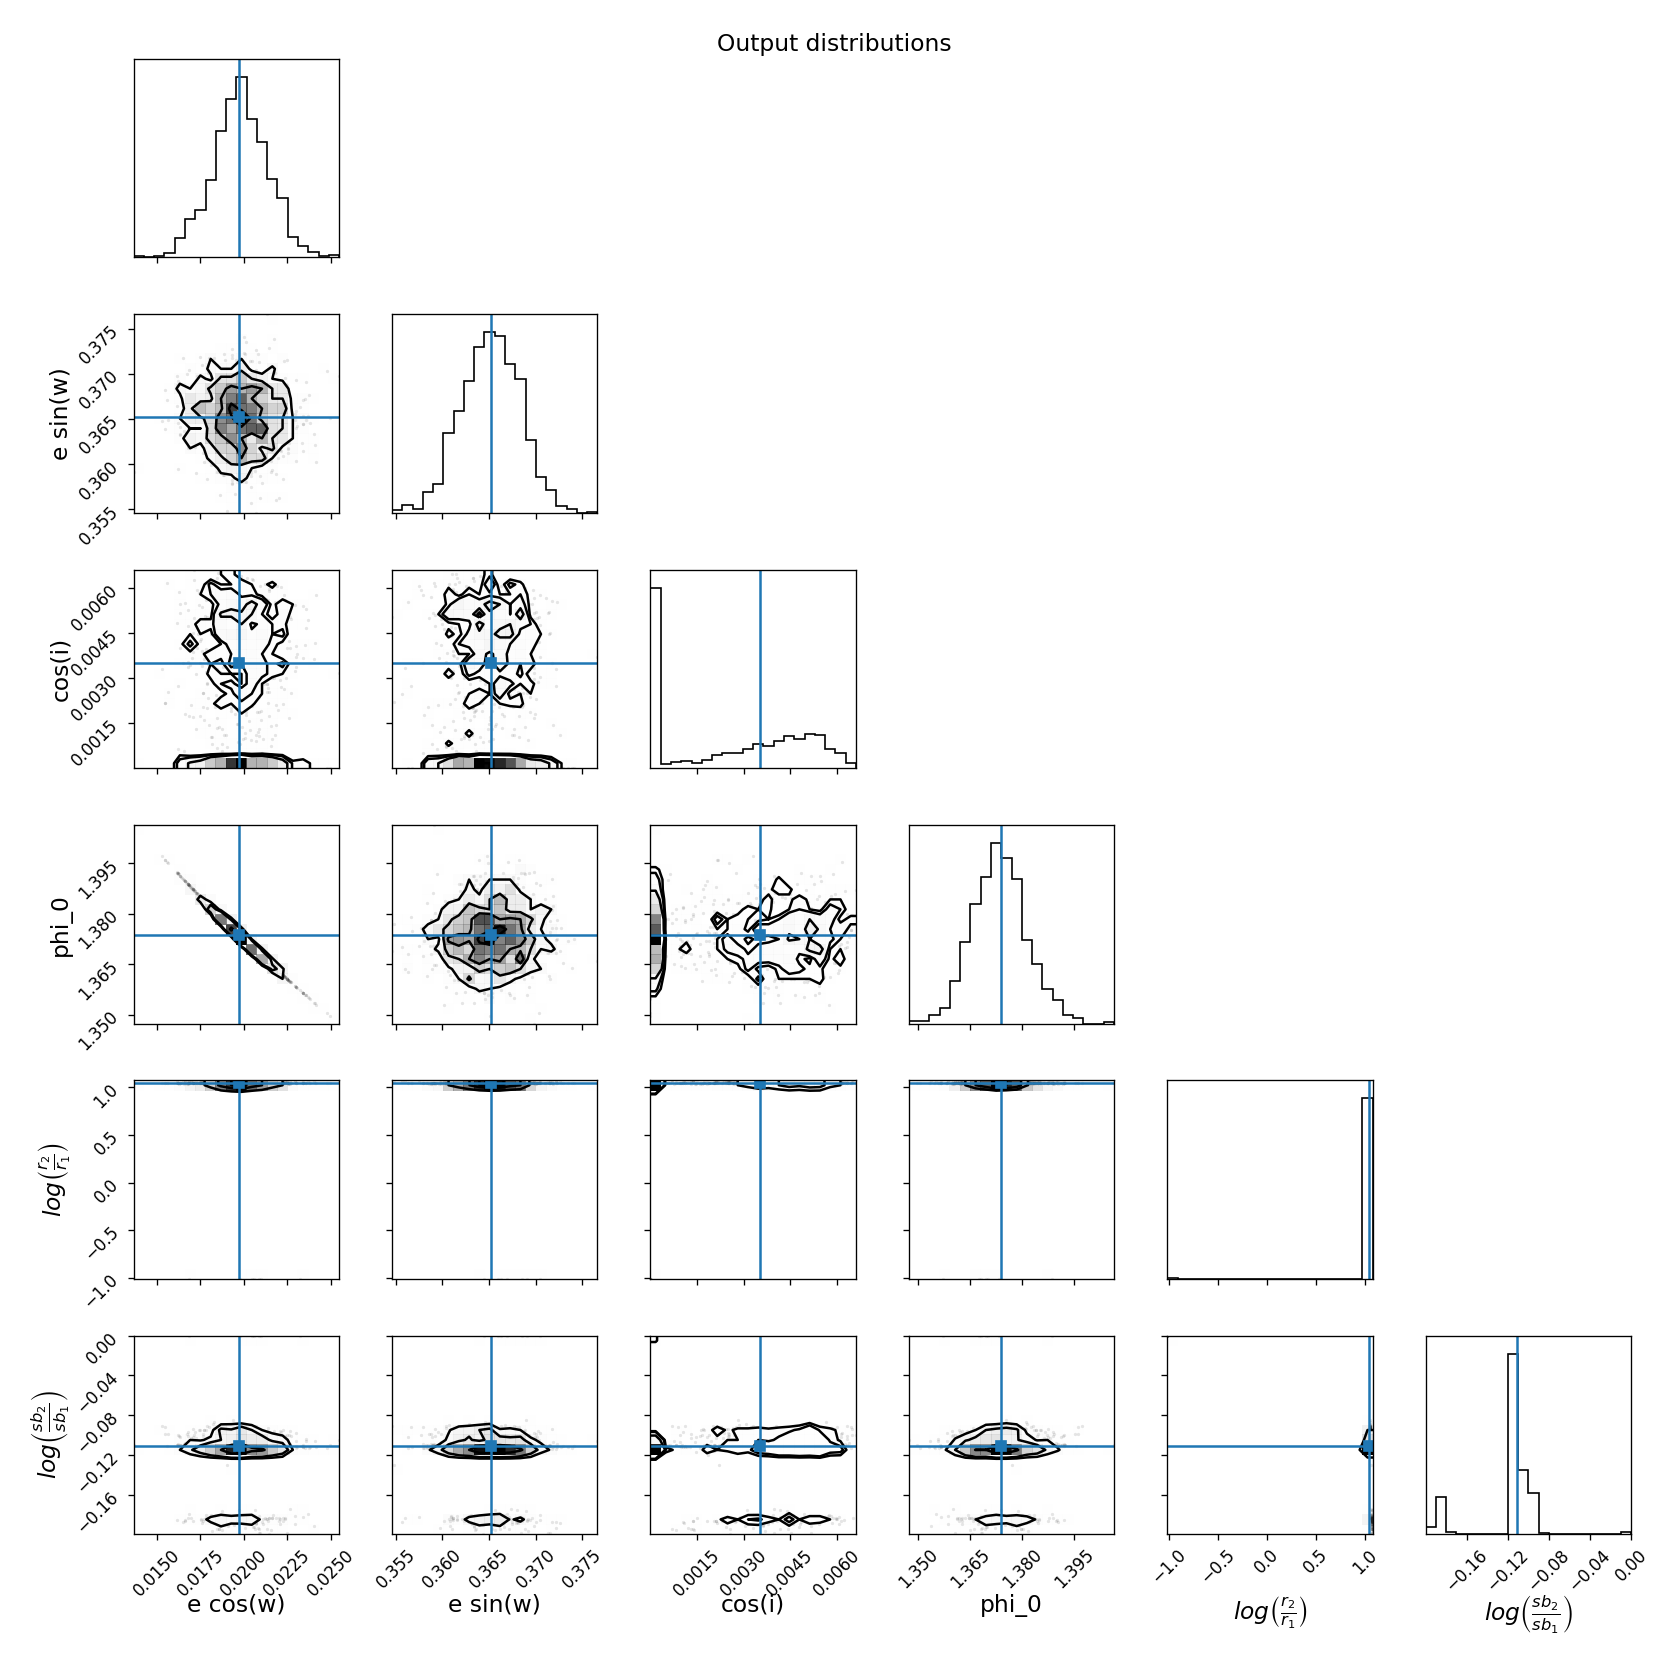 Output distributions
e sin(w)
0.375
0.370
0.365
0.360
0.355
cos(i)
0.0060
0.0045
0.0030
0.0015
phi_0
1.395
1.380
1.365
1.350
log(r₂/r₁)
1.0
0.5
0.0
−0.5
−1.0
log(sb₂/sb₁)
0.00
−0.04
−0.08
−0.12
−0.16
0.0150 0.0175 0.0200 0.0225 0.0250
0.355 0.360 0.365 0.370 0.375
0.0015 0.0030 0.0045 0.0060
1.350 1.365 1.380 1.395
−1.0 −0.5 0.0 0.5 1.0
−0.16 −0.12 −0.08 −0.04 0.00
e cos(w) e sin(w) cos(i) phi_0 log(r₂/r₁) log(sb₂/sb₁)